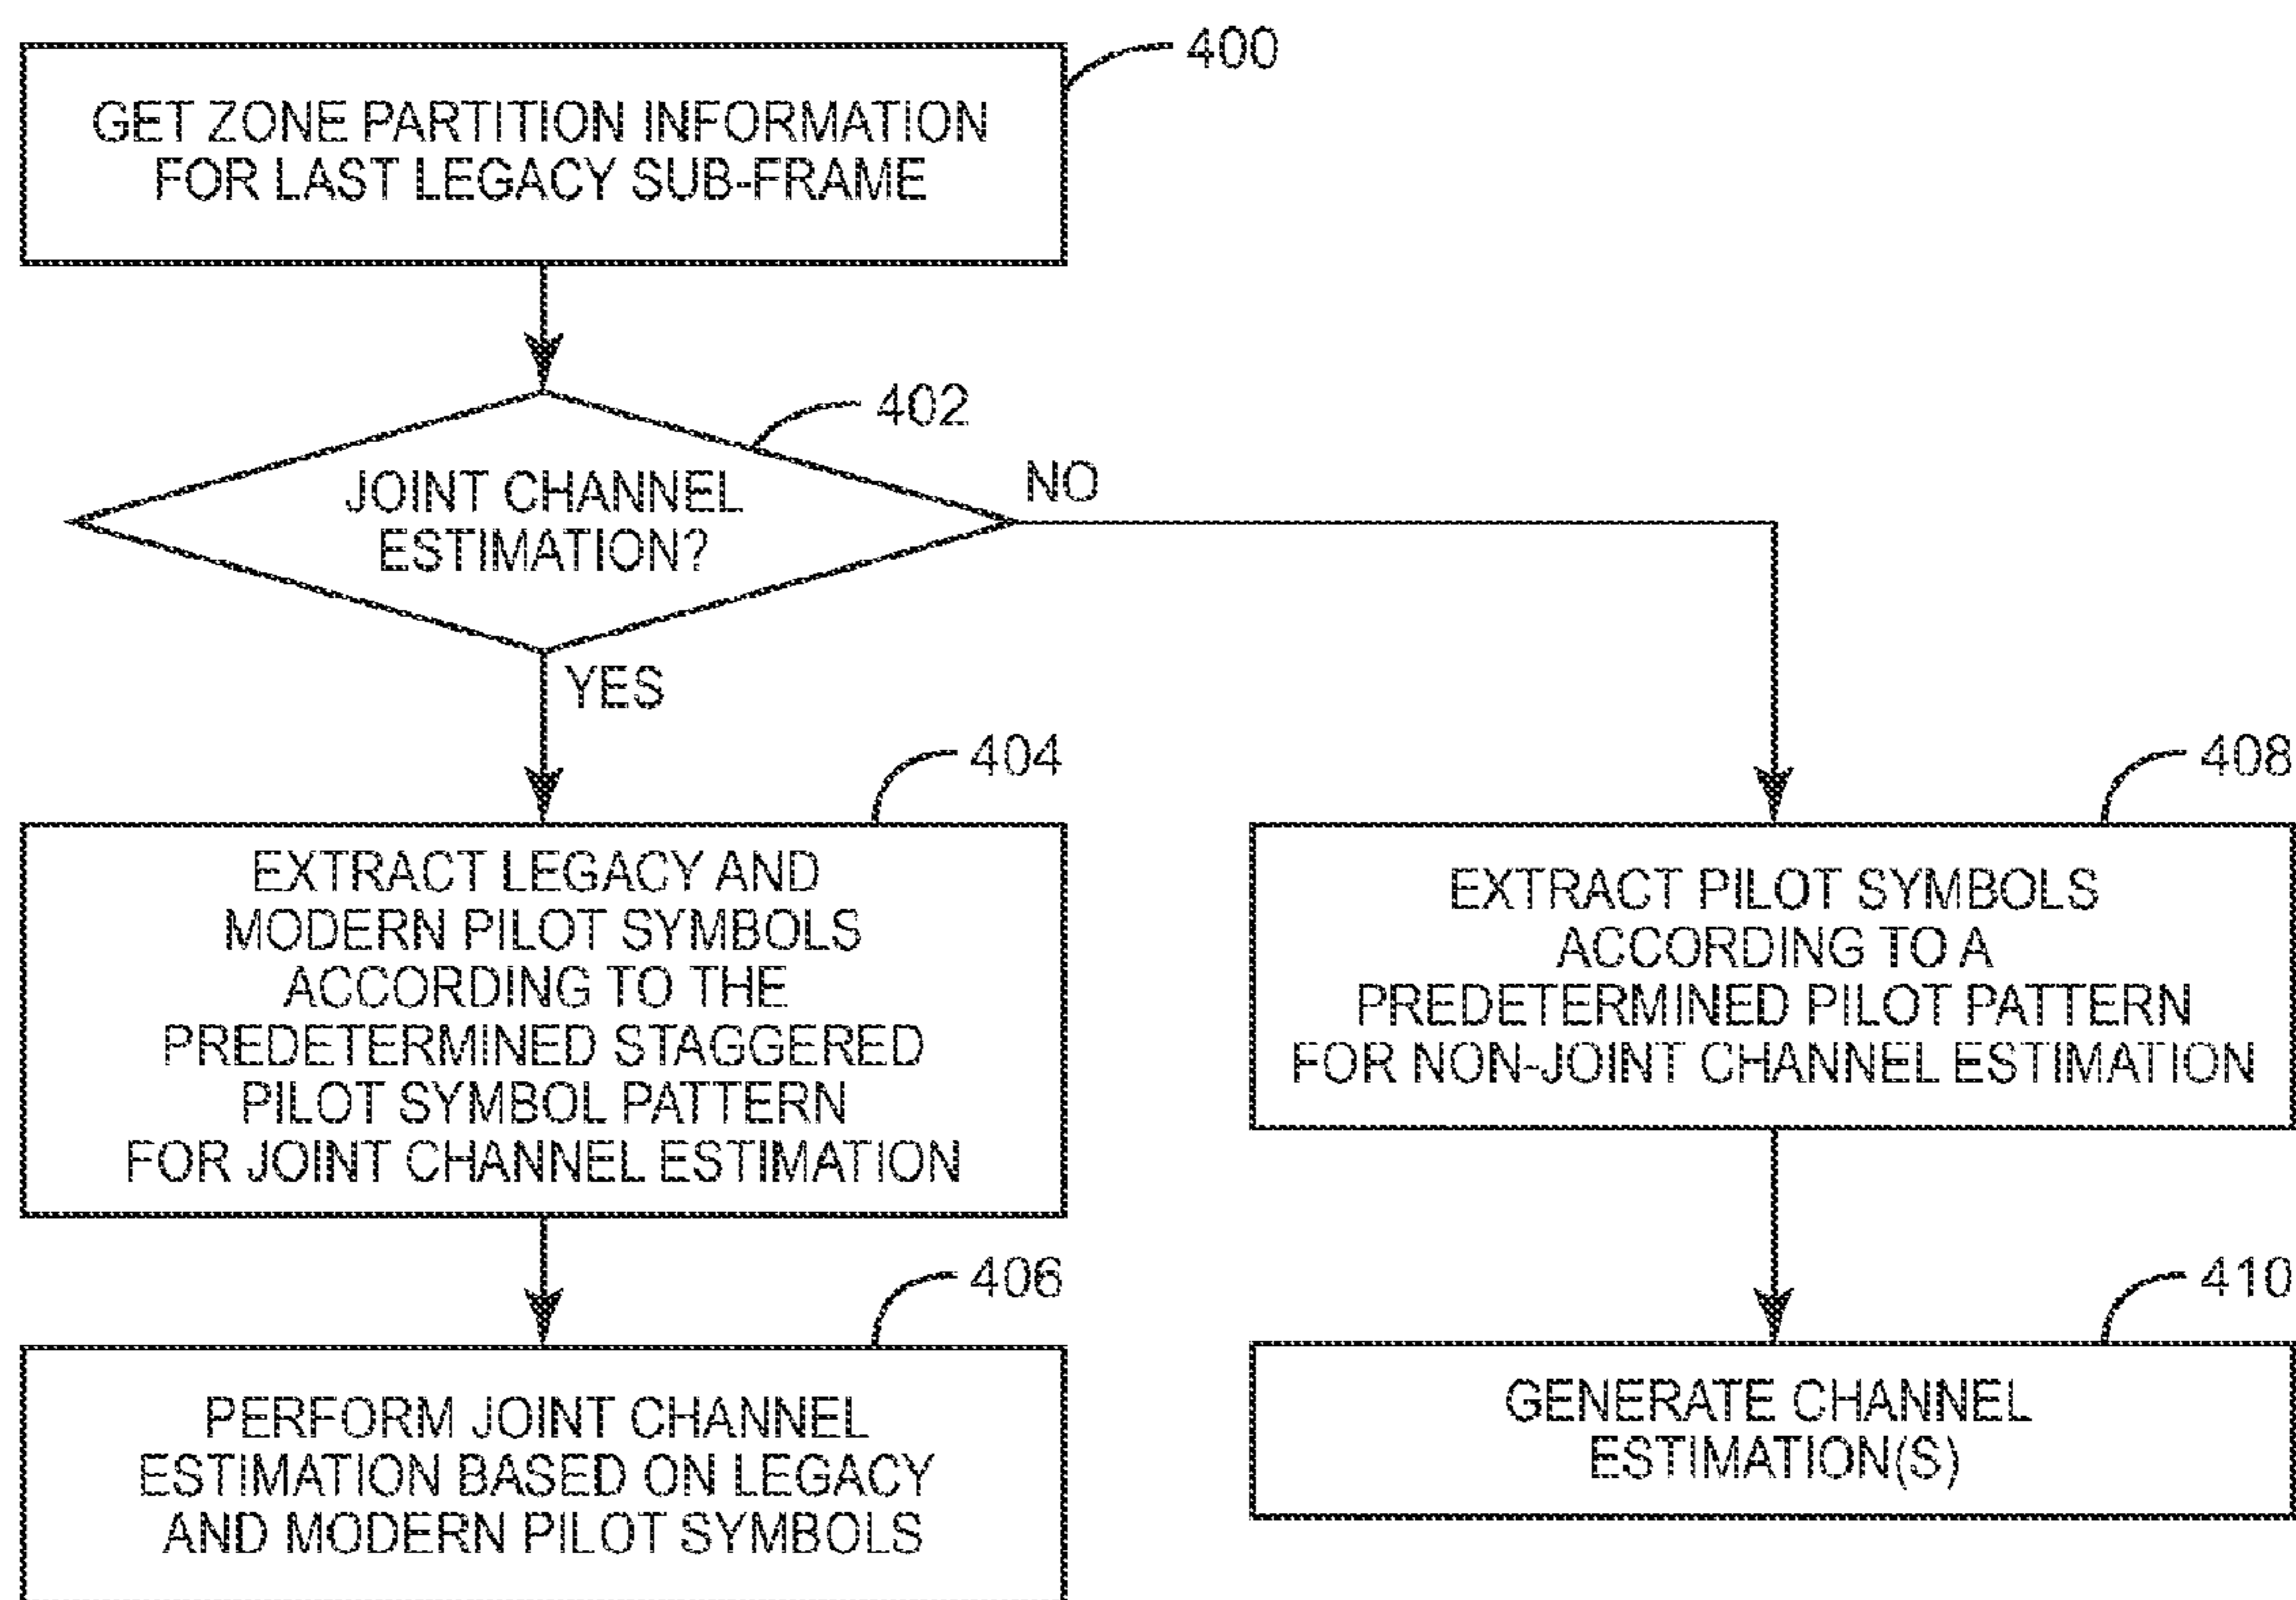 400
GET ZONE PARTITION INFORMATION
FOR LAST LEGACY SUB-FRAME
402
JOINT CHANNEL
ESTIMATION?
NO
YES
404
EXTRACT LEGACY AND
MODERN PILOT SYMBOLS
ACCORDING TO THE
PREDETERMINED STAGGERED
PILOT SYMBOL PATTERN
FOR JOINT CHANNEL ESTIMATION
408
EXTRACT PILOT SYMBOLS
ACCORDING TO A
PREDETERMINED PILOT PATTERN
FOR NON-JOINT CHANNEL ESTIMATION
406
PERFORM JOINT CHANNEL
ESTIMATION BASED ON LEGACY
AND MODERN PILOT SYMBOLS
410
GENERATE CHANNEL
ESTIMATION(S)